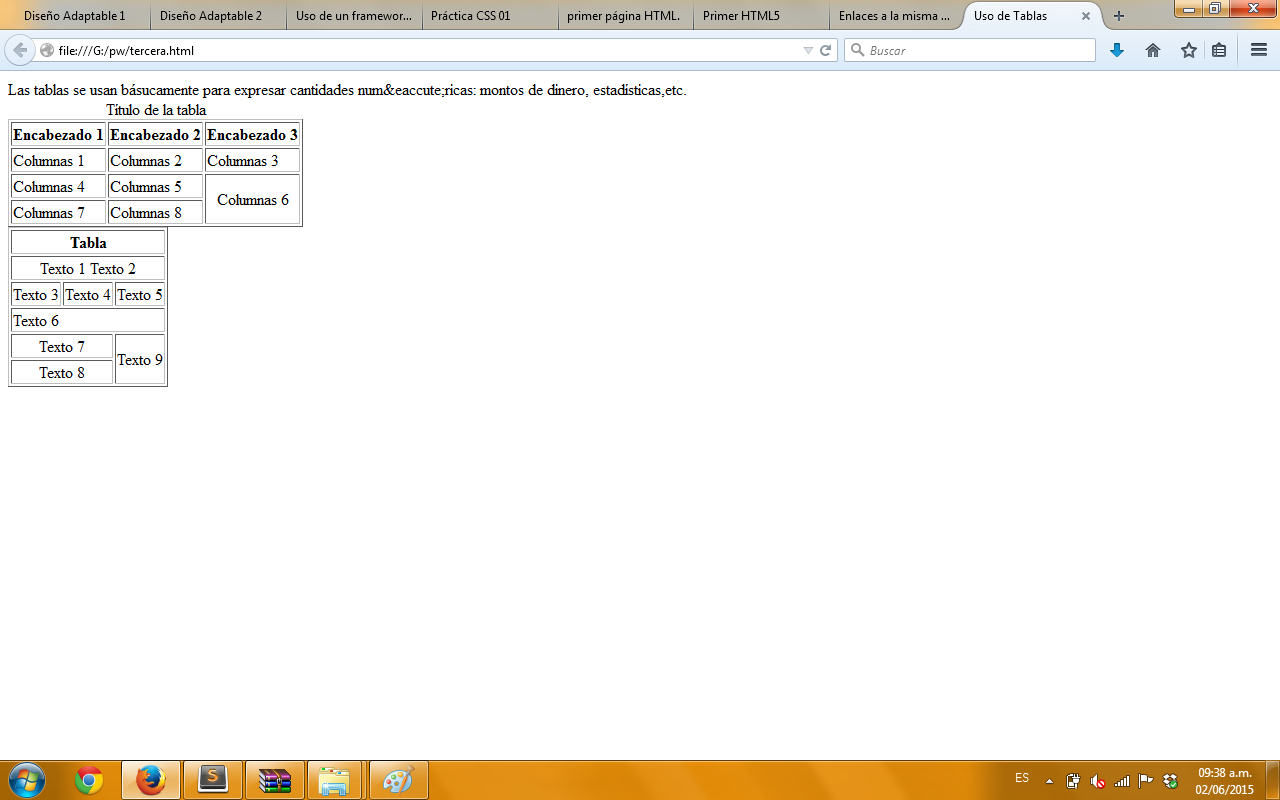 Diseño Adaptable 1
Diseño Adaptable 2
Uso de un framewor...
Práctica CSS 01
primer página HTML.
Primer HTML5
Enlaces a la misma ...
Uso de Tablas
file:///G:/pw/tercera.html
Buscar
Las tablas se usan básucamente para expresar cantidades num&eaccute;ricas: montos de dinero, estadisticas,etc.
Titulo de la tabla
Encabezado 1 Encabezado 2 Encabezado 3
Columnas 1 Columnas 2 Columnas 3
Columnas 4 Columnas 5
Columnas 6
Columnas 7 Columnas 8
Tabla
Texto 1 Texto 2
Texto 3 Texto 4 Texto 5
Texto 6
Texto 7
Texto 9
Texto 8
S
ES
09:38 a.m.
02/06/2015